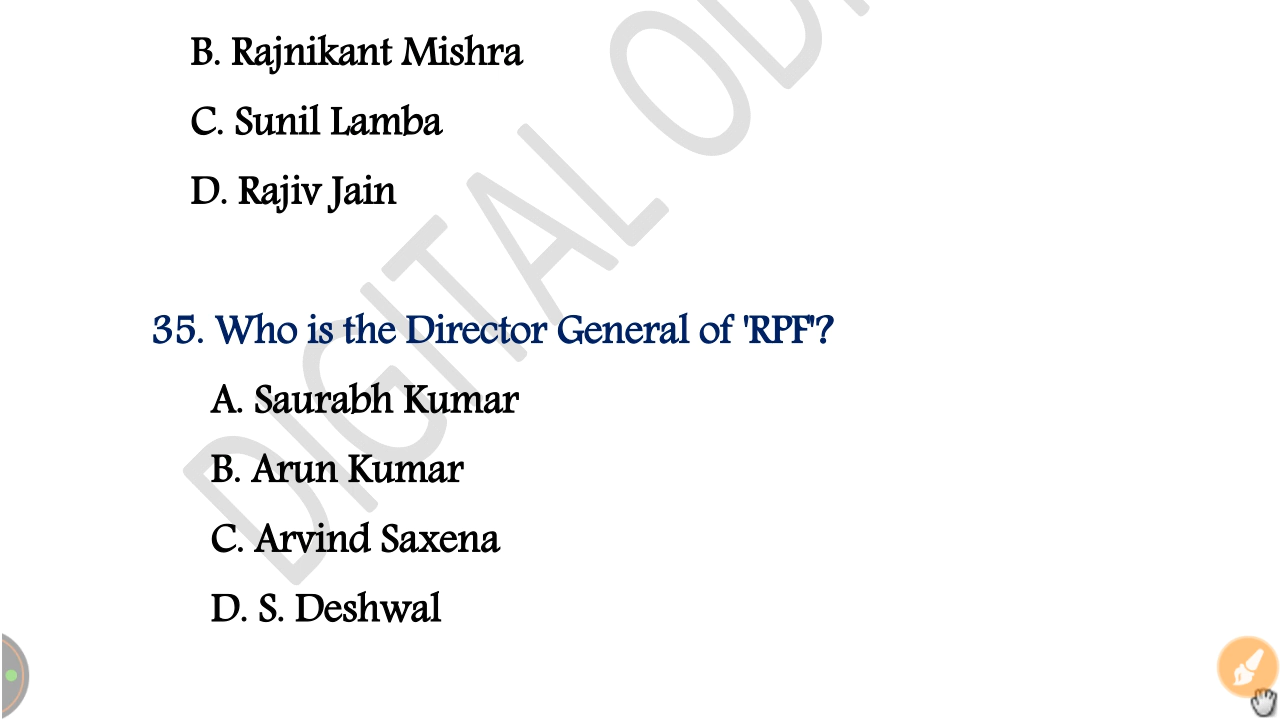 B. Rajnikant Mishra
C. Sunil Lamba
D. Rajiv Jain
35. Who is the Director General of 'RPF'?
A. Saurabh Kumar
B. Arun Kumar
C. Arvind Saxena
D. S. Deshwal
DIGITAL OD